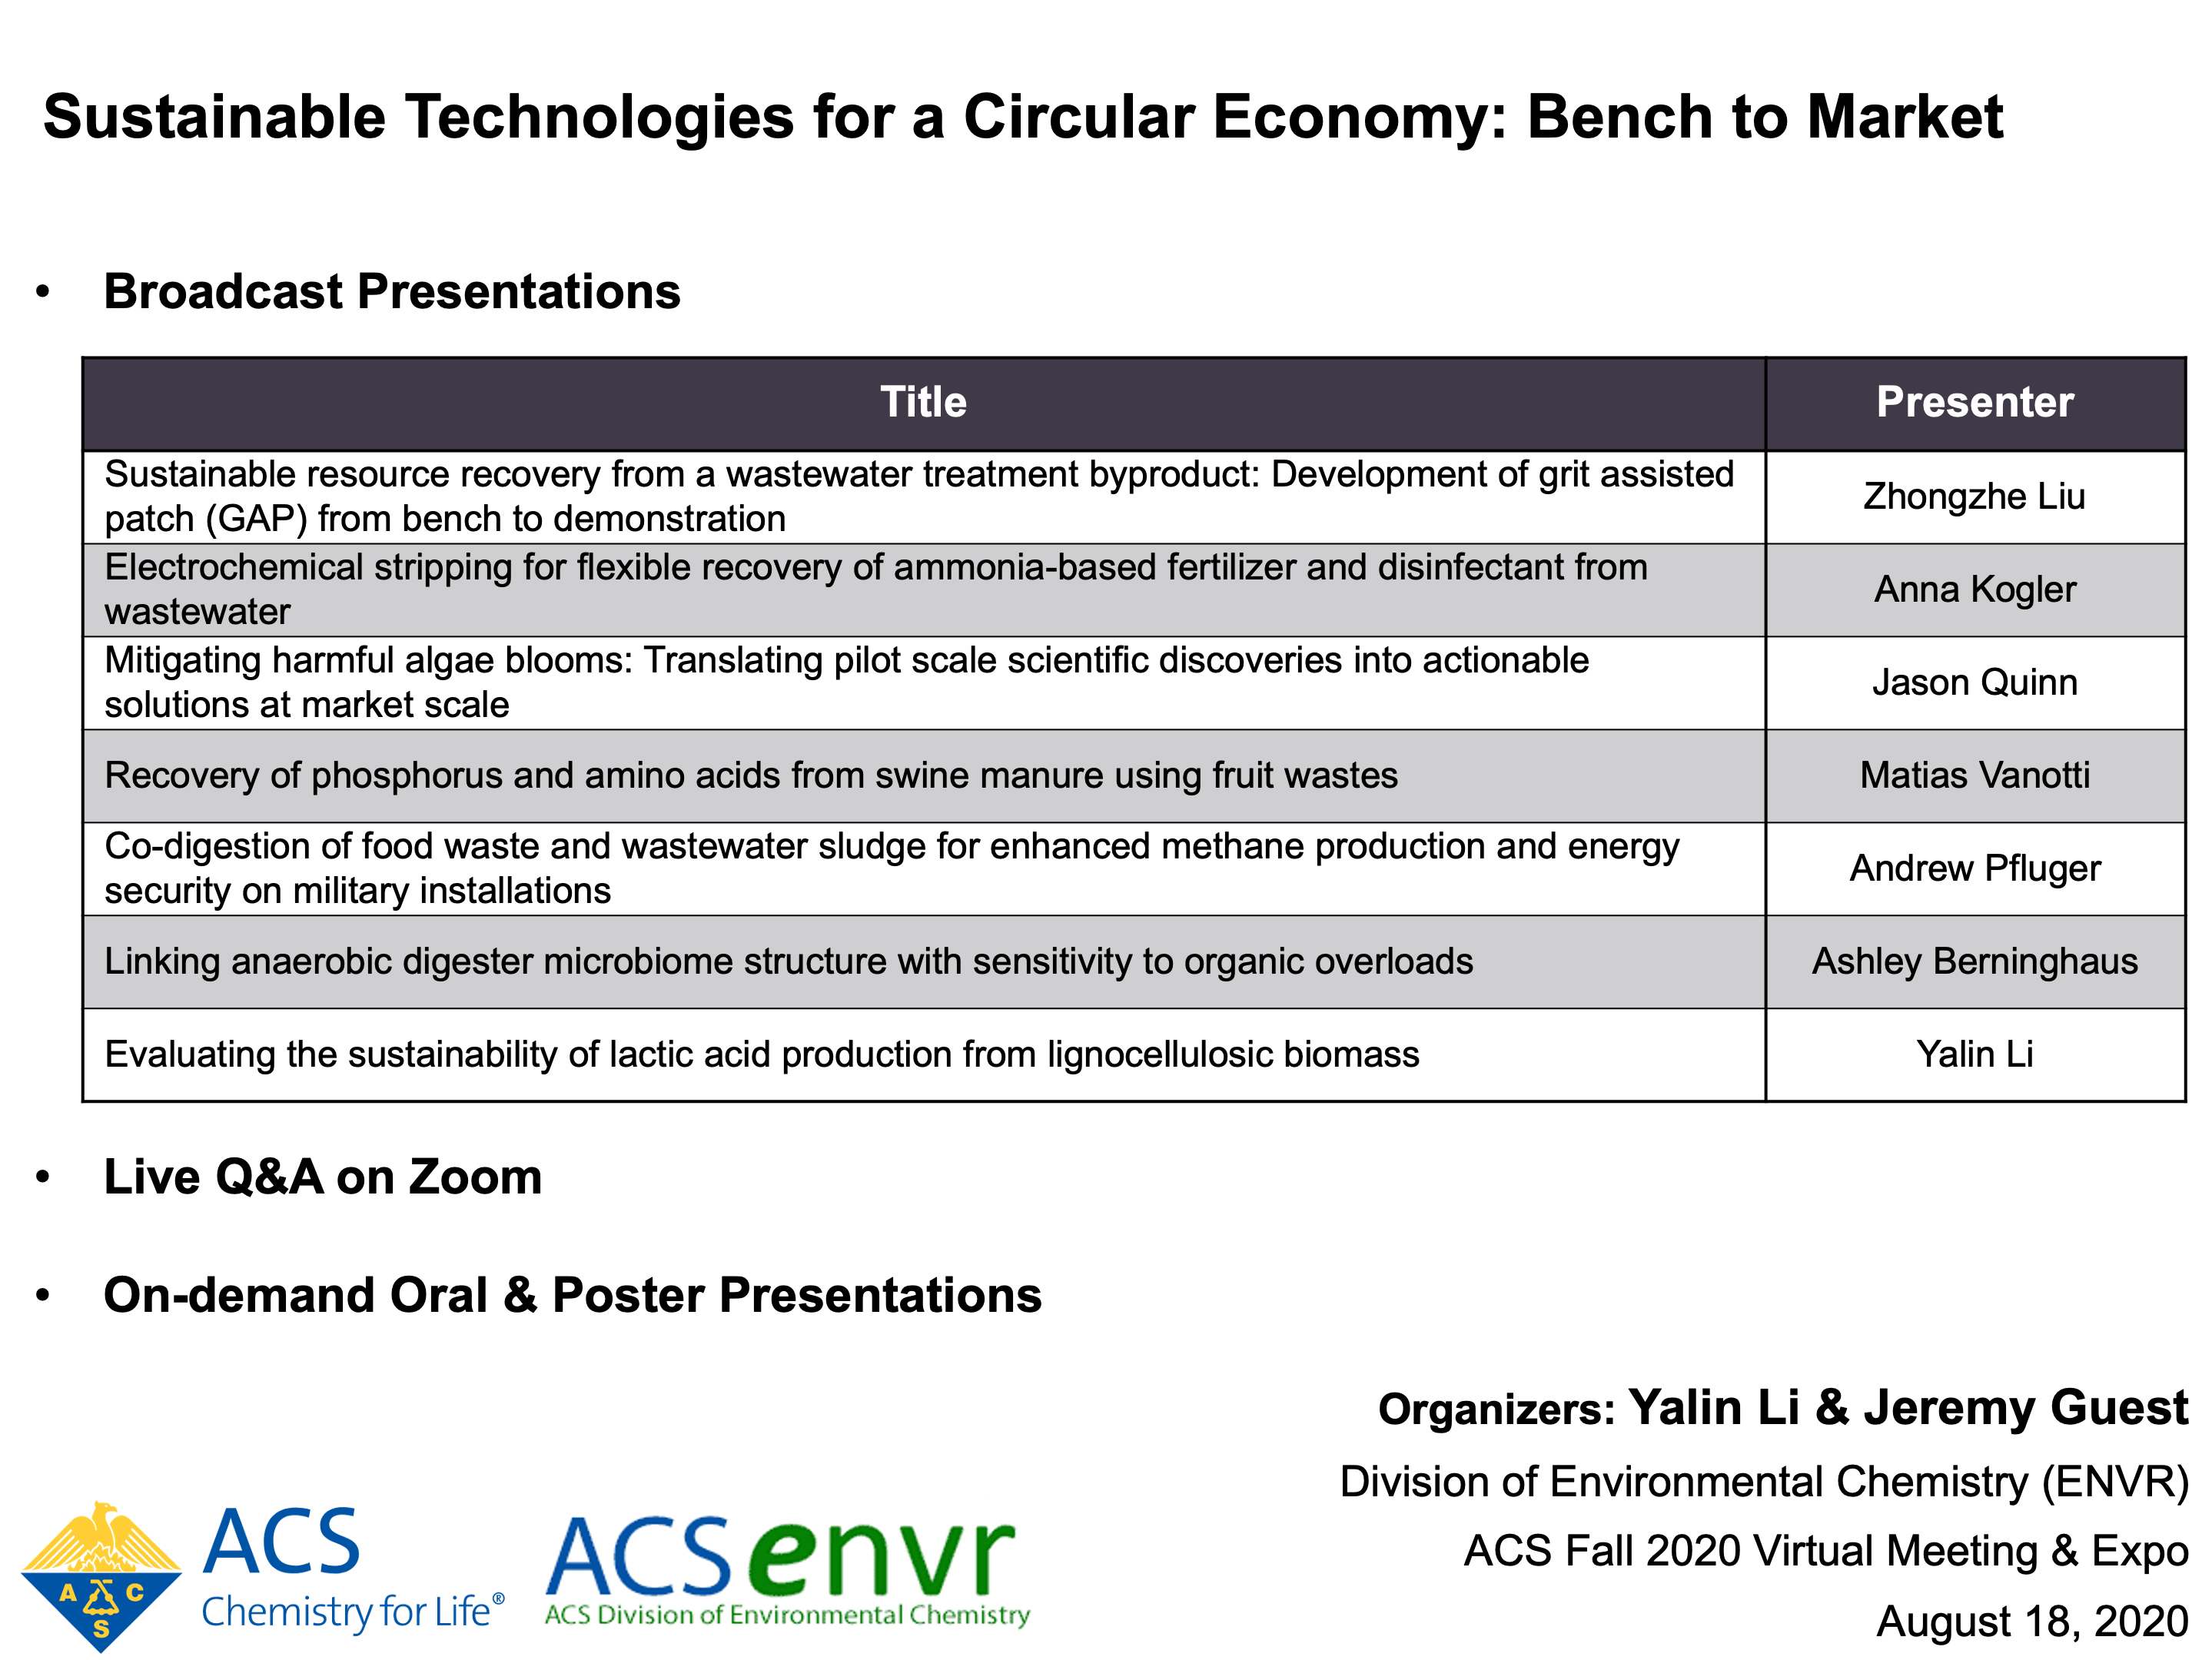 Sustainable Technologies for a Circular Economy: Bench to Market
• Broadcast Presentations
Title
Presenter
Sustainable resource recovery from a wastewater treatment byproduct: Development of grit assisted
patch (GAP) from bench to demonstration
Zhongzhe Liu
Electrochemical stripping for flexible recovery of ammonia-based fertilizer and disinfectant from
wastewater
Anna Kogler
Mitigating harmful algae blooms: Translating pilot scale scientific discoveries into actionable
solutions at market scale
Jason Quinn
Recovery of phosphorus and amino acids from swine manure using fruit wastes
Matias Vanotti
Co-digestion of food waste and wastewater sludge for enhanced methane production and energy
security on military installations
Andrew Pfluger
Linking anaerobic digester microbiome structure with sensitivity to organic overloads
Ashley Berninghaus
Evaluating the sustainability of lactic acid production from lignocellulosic biomass
Yalin Li
• Live Q&A on Zoom
• On-demand Oral & Poster Presentations
Organizers: Yalin Li & Jeremy Guest
Division of Environmental Chemistry (ENVR)
ACS Fall 2020 Virtual Meeting & Expo
August 18, 2020
A C S
ACS
Chemistry for Life®
ACSenvr
ACS Division of Environmental Chemistry